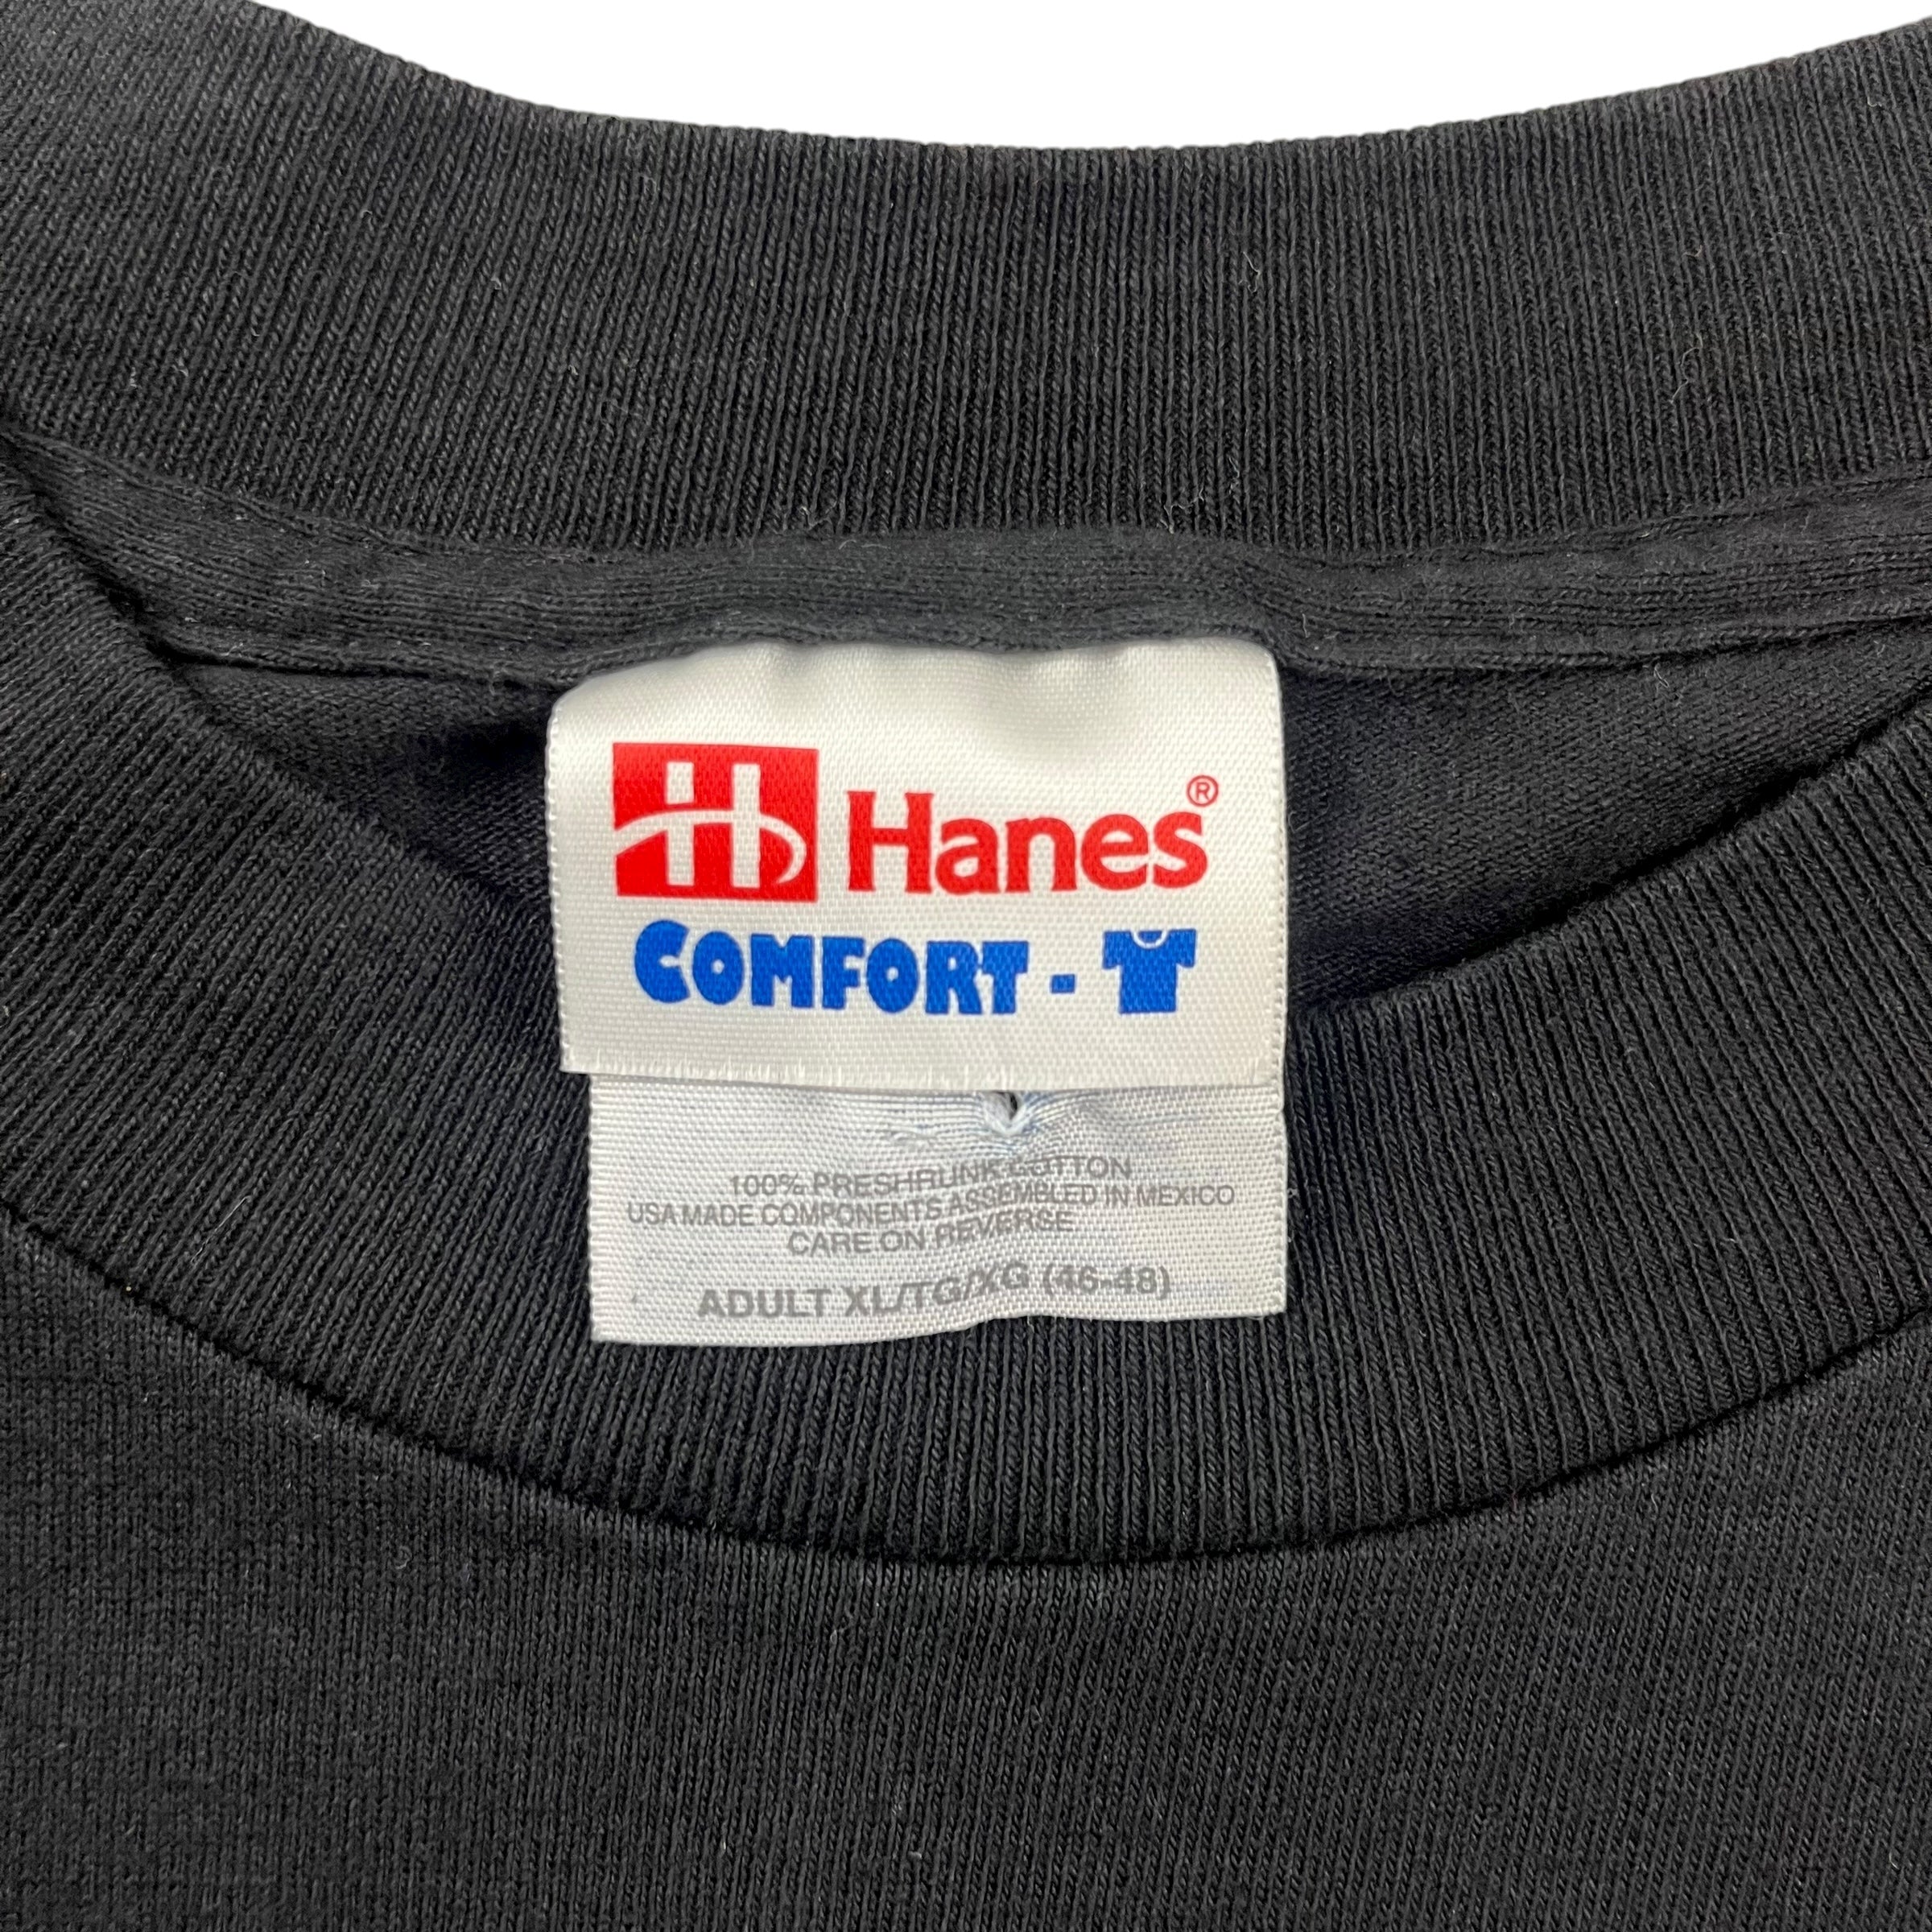 H Hanes®
COMFORT -
100% PRESHRUNK COTTON
USA MADE COMPONENTS ASSEMBLED IN MEXICO
CARE ON REVERSE
ADULT XL/TG/XG (46-48)